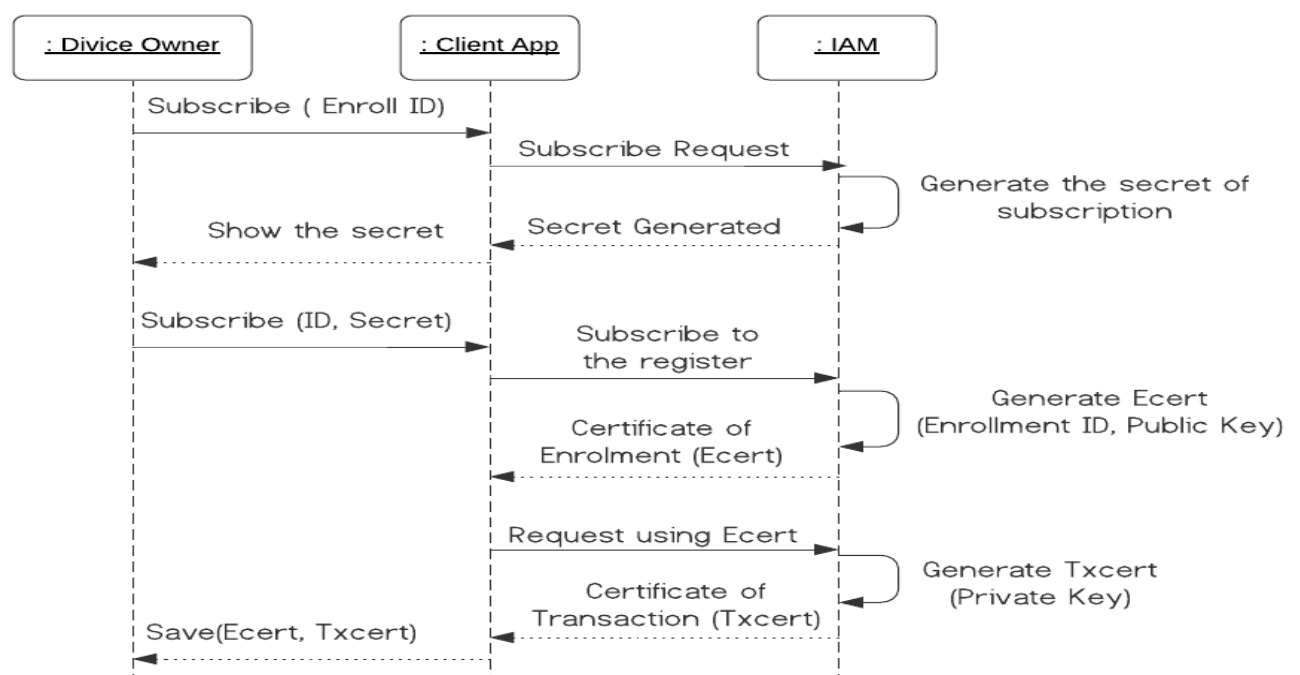 : Divice Owner
: Client App
: IAM
Subscribe ( Enroll ID)
Subscribe Request
Generate the secret of
subscription
Secret Generated
Show the secret
Subscribe (ID, Secret)
Subscribe to
the register
Generate Ecert
(Enrollment ID, Public Key)
Certificate of
Enrolment (Ecert)
Request using Ecert
Generate Txcert
(Private Key)
Certificate of
Transaction (Txcert)
Save(Ecert, Txcert)